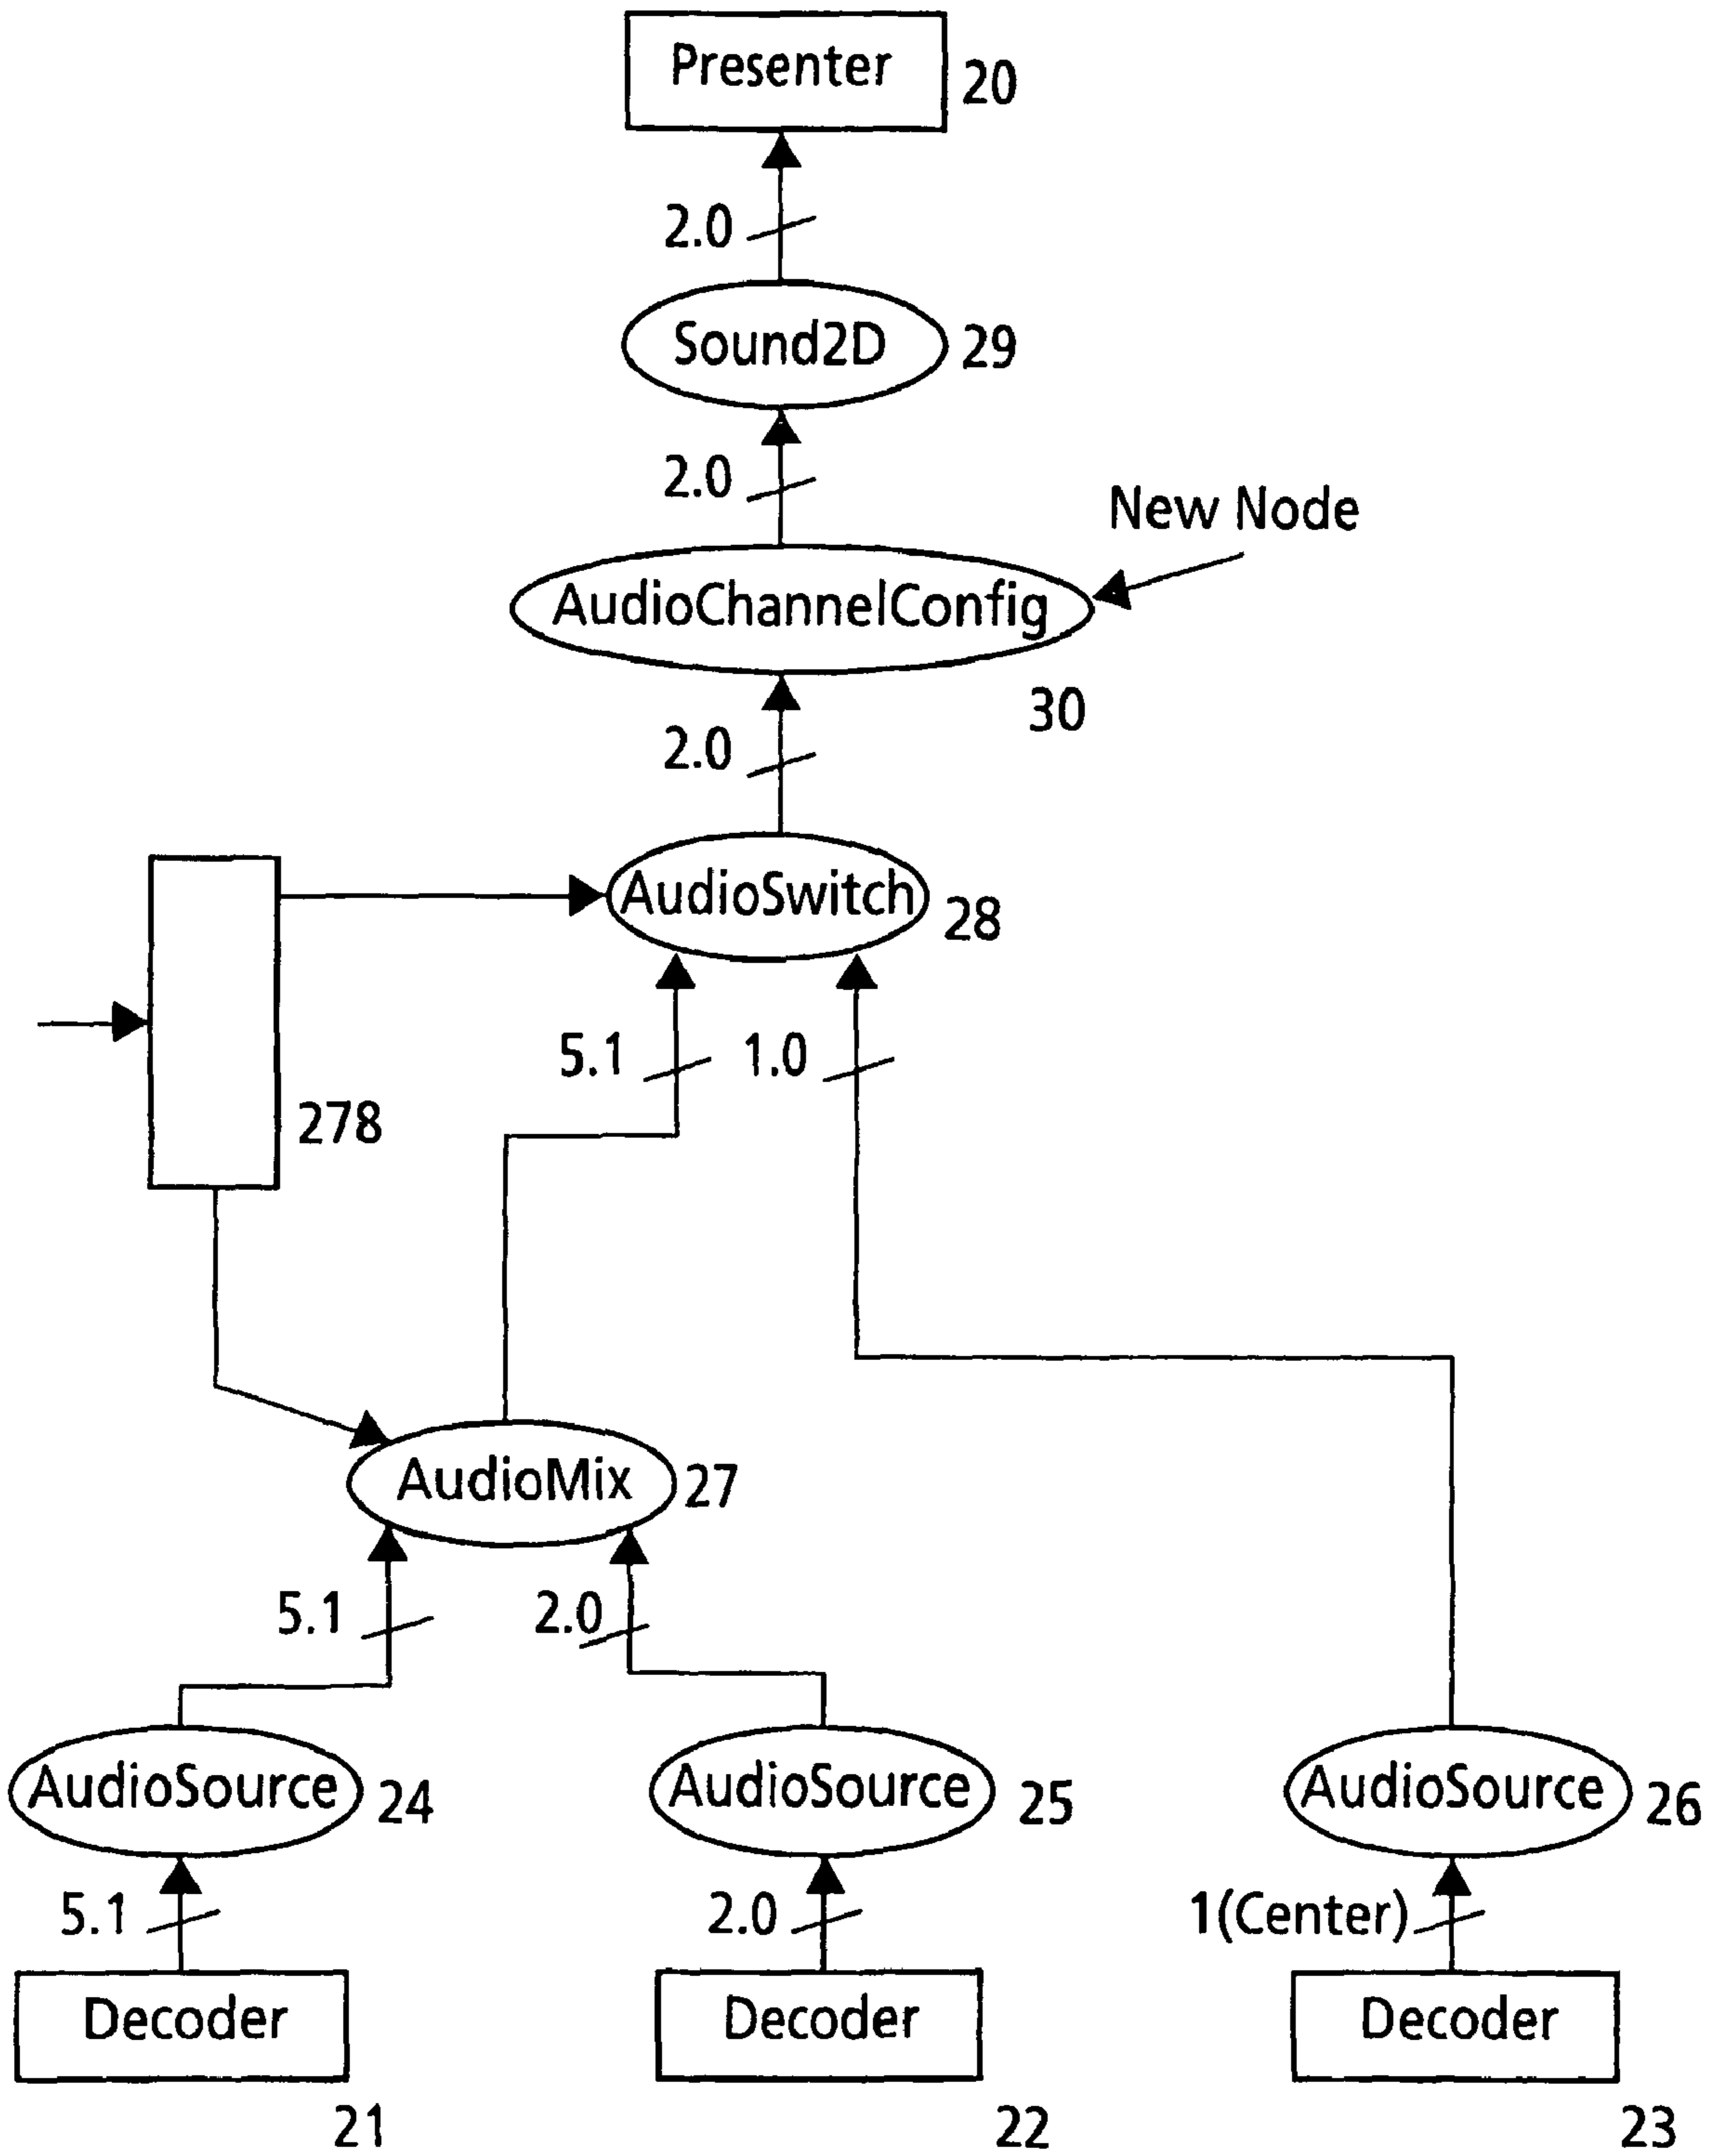 Presenter
20
2.0
Sound2D
29
2.0
New Node
AudioChannelConfig
30
2.0
AudioSwitch
28
5.1
1.0
278
AudioMix
27
5.1
2.0
AudioSource
24
AudioSource
25
AudioSource
26
5.1
2.0
1(Center)
Decoder
Decoder
Decoder
21
22
23